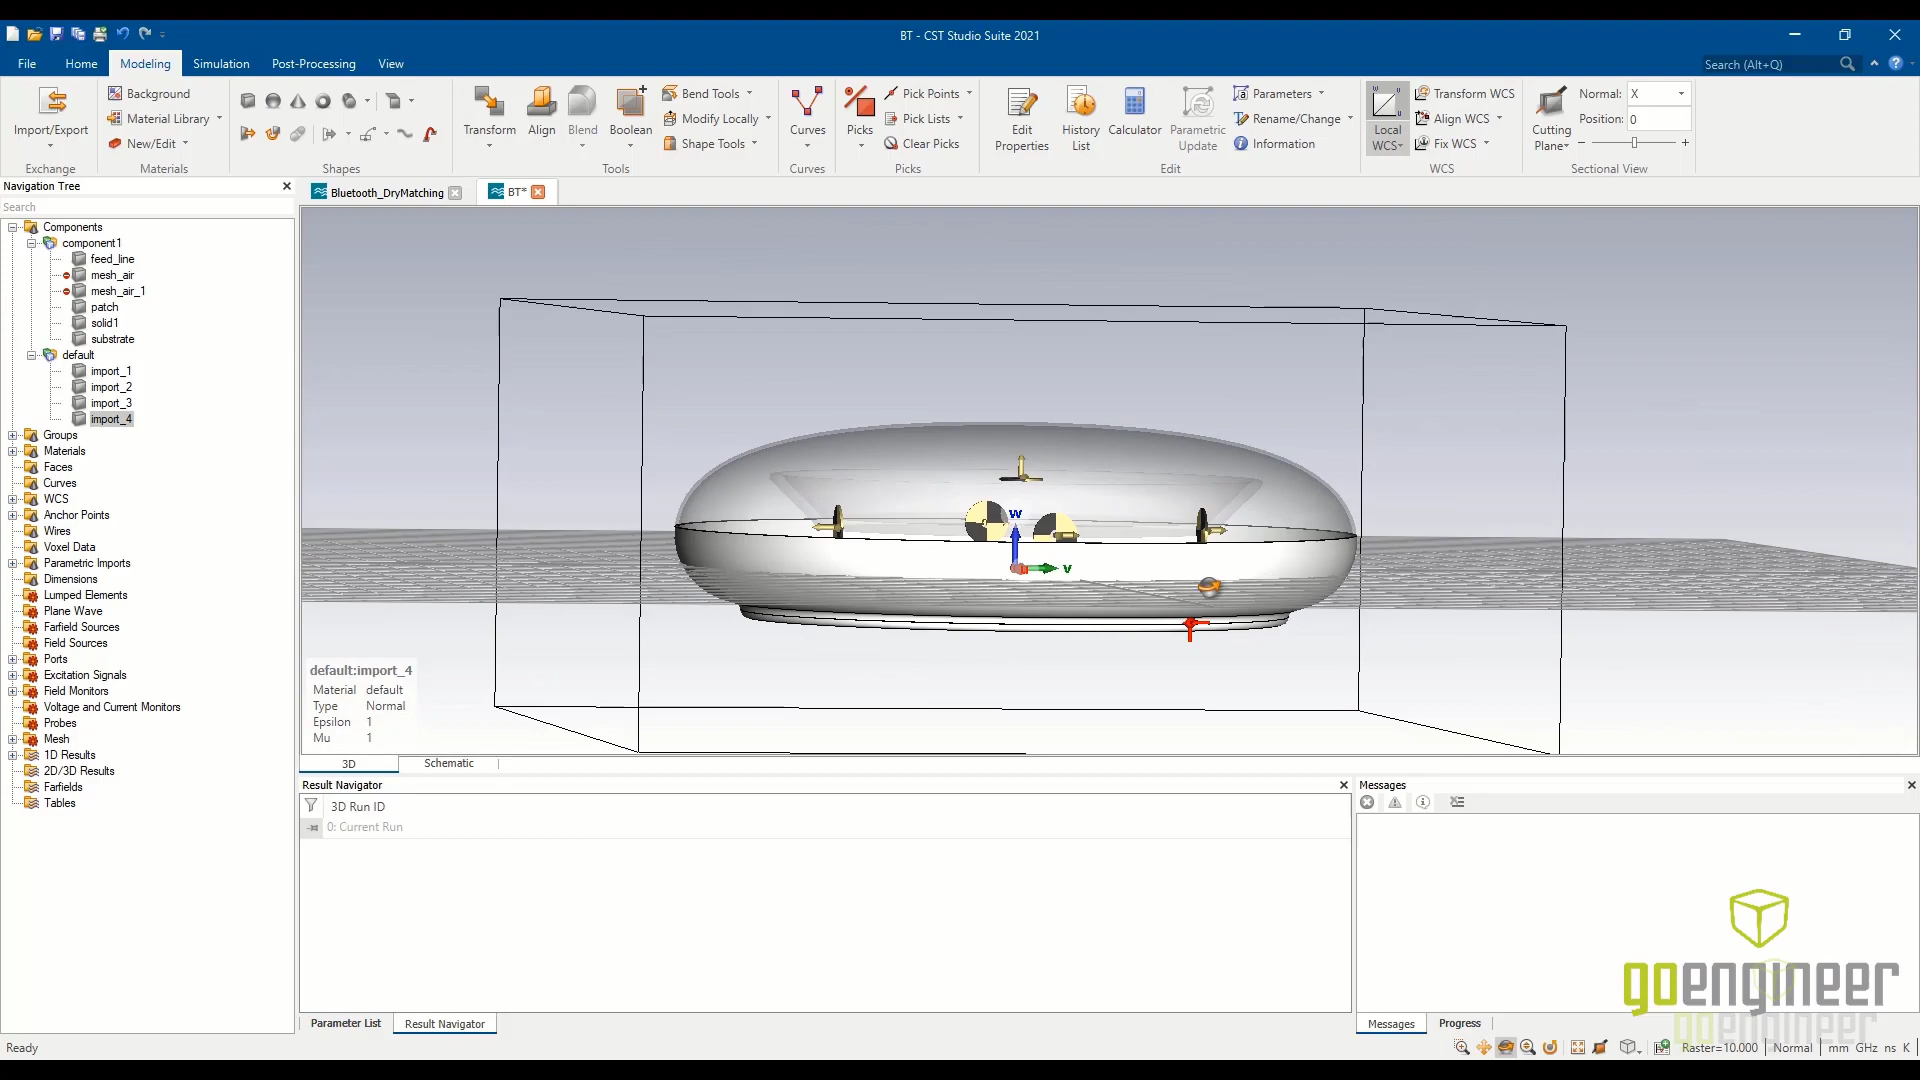 BT - CST Studio Suite 2021
File Home Modeling Simulation Post-Processing View Search (Alt+Q)
Import/Export
Exchange
Background
Material Library
New/Edit
Materials
Shapes
Transform Align Blend Boolean
Bend Tools
Modify Locally
Shape Tools
Tools
Curves
Curves
Picks
Pick Points
Pick Lists
Clear Picks
Picks
Edit Properties
History List
Calculator
Parametric Update
Parameters
Rename/Change
Information
Edit
Local WCS
Transform WCS
Align WCS
Fix WCS
WCS
Cutting Plane
Normal: X
Position: 0
Sectional View
Navigation Tree
Search
Components
component1
feed_line
mesh_air
mesh_air_1
patch
solid1
substrate
default
import_1
import_2
import_3
import_4
Groups
Materials
Faces
Curves
WCS
Anchor Points
Wires
Voxel Data
Parametric Imports
Dimensions
Lumped Elements
Plane Wave
Farfield Sources
Field Sources
Ports
Excitation Signals
Field Monitors
Voltage and Current Monitors
Probes
Mesh
1D Results
2D/3D Results
Farfields
Tables
Bluetooth_DryMatching BT*
w
v
default:import_4
Material default
Type Normal
Epsilon 1
Mu 1
3D Schematic
Result Navigator
3D Run ID
0: Current Run
Parameter List Result Navigator
Messages
Messages Progress
goengineer
goengineer
Ready
Raster=10.000 Normal mm GHz ns K